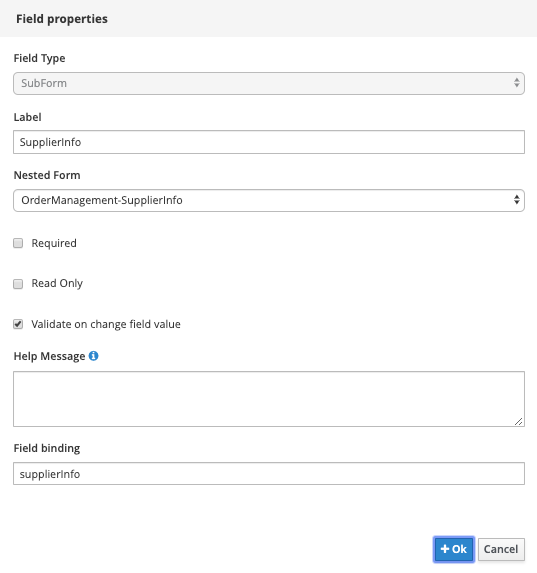 Field properties
Field Type
SubForm
Label
SupplierInfo
Nested Form
OrderManagement-SupplierInfo
Required
Read Only
Validate on change field value
Help Message
Field binding
supplierInfo
+ Ok Cancel